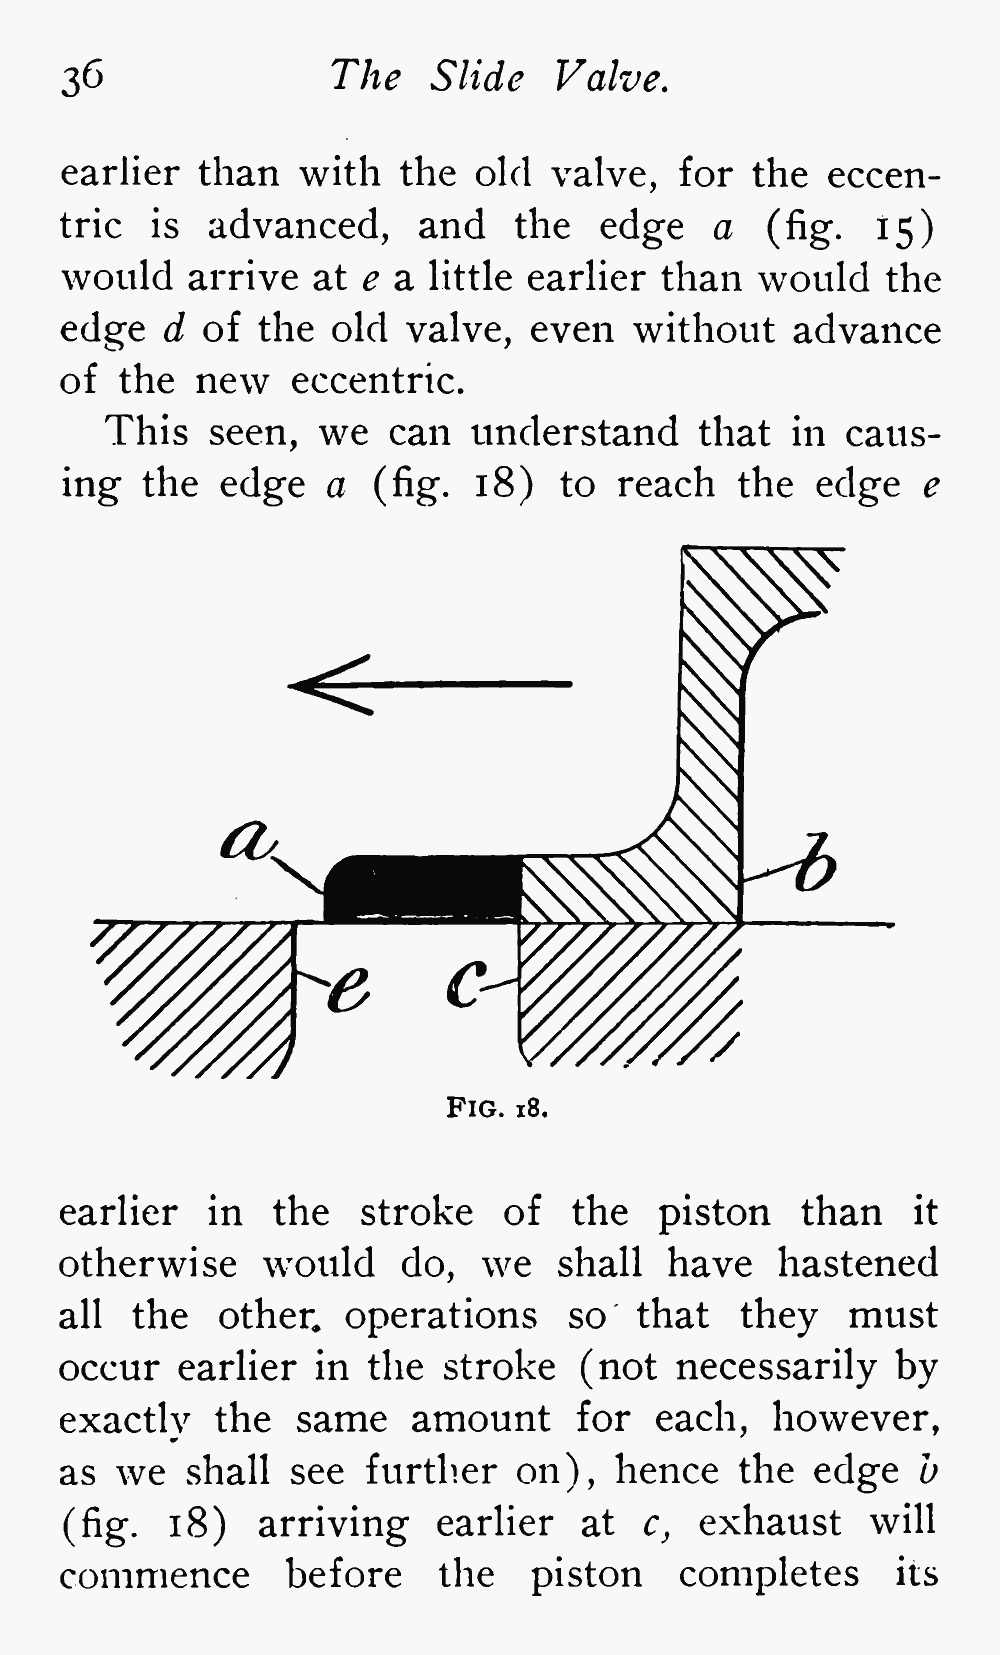 36 The Slide Valve.
earlier than with the old valve, for the eccen-
tric is advanced, and the edge a (fig. 15)
would arrive at e a little earlier than would the
edge d of the old valve, even without advance
of the new eccentric.
This seen, we can understand that in caus-
ing the edge a (fig. 18) to reach the edge e
a
b
e c
FIG. 18.
earlier in the stroke of the piston than it
otherwise would do, we shall have hastened
all the other operations so that they must
occur earlier in the stroke (not necessarily by
exactly the same amount for each, however,
as we shall see further on), hence the edge b
(fig. 18) arriving earlier at c, exhaust will
commence before the piston completes its